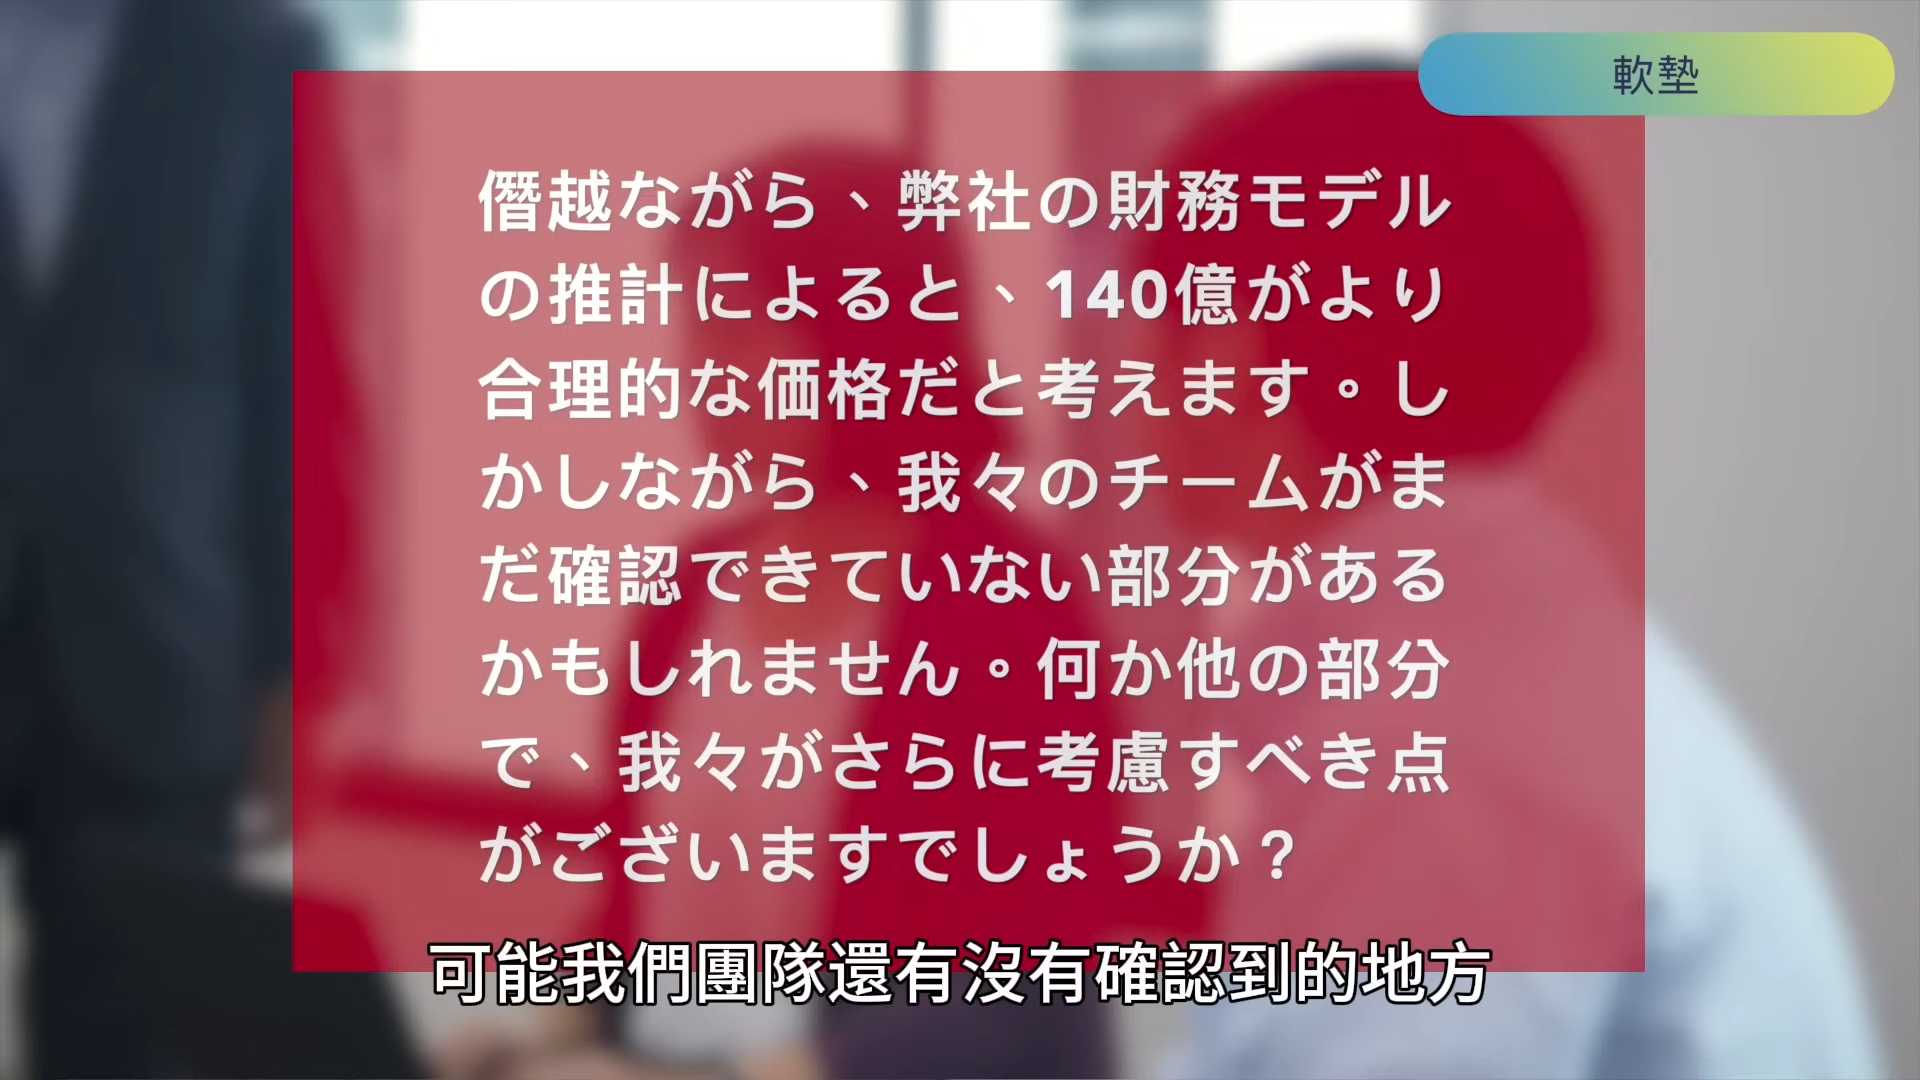 軟墊
僭越ながら、弊社の財務モデル
の推計によると、140億がより
合理的な価格だと考えます。し
かしながら、我々のチームがま
だ確認できていない部分がある
かもしれません。何か他の部分
で、我々がさらに考慮すべき点
がございますでしょうか？
可能我們團隊還有沒有確認到的地方